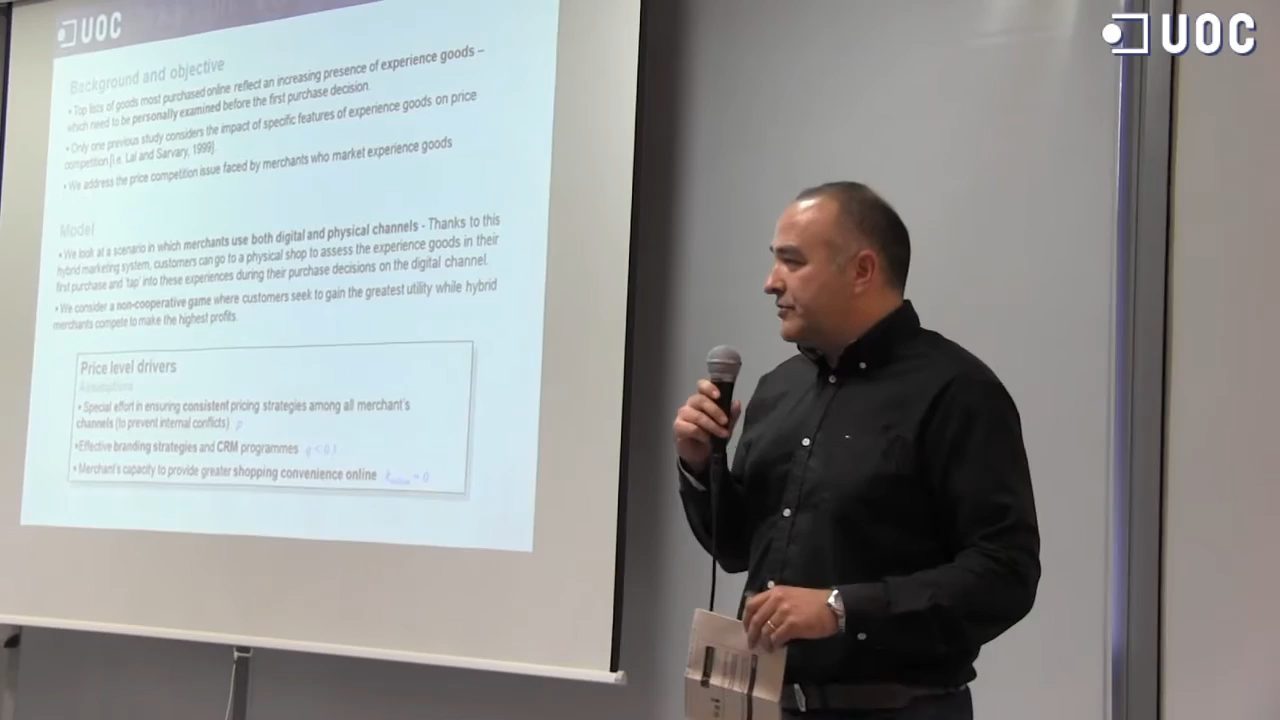 UOC
UOC
Background and objective
• Top lists of goods most purchased online reflect an increasing presence of experience goods –
which need to be personally examined before the first purchase decision.
• Only one previous study considers the impact of specific features of experience goods on price
competition [i.e. Lal and Sarvary, 1999].
• We address the price competition issue faced by merchants who market experience goods
Model
• We look at a scenario in which merchants use both digital and physical channels - Thanks to this
hybrid marketing system, customers can go to a physical shop to assess the experience goods in their
first purchase and 'tap' into these experiences during their purchase decisions on the digital channel.
• We consider a non-cooperative game where customers seek to gain the greatest utility while hybrid
merchants compete to make the highest profits.
Price level drivers
Assumptions
• Special effort in ensuring consistent pricing strategies among all merchant's
channels (to prevent internal conflicts) p
• Effective branding strategies and CRM programmes
• Merchant's capacity to provide greater shopping convenience online